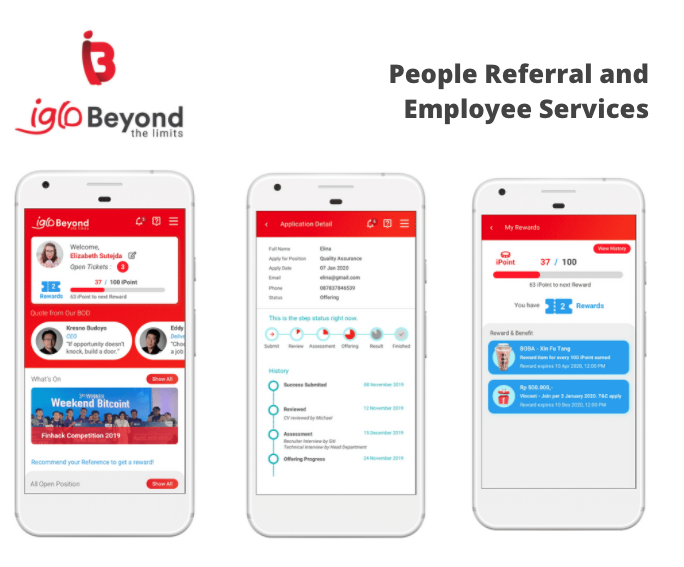 iglo Beyond
the limits
People Referral and
Employee Services
iglo Beyond
the limits
Welcome,
Elizabeth Sutejda
Open Tickets :
3
2
Rewards
37 / 100 iPoint
63 iPoint to next Reward
Quote from Our BOD
Kresno Budoyo
CEO
"If opportunity doesn't
knock, build a door."
Eddy
"Choo
a job
What's On
Show All
Weekend Bitcoint
Finhack Competition 2019
Recommend your Reference to get a reward!
All Open Position
Show All
Application Detail
Full Name Elina
Apply for Position Quality Assurance
Apply Date 07 Jan 2020
Email elina@gmail.com
Phone 087837846539
Status Offering
This is the step status right now.
Submit Review Assessment Offering Result Finished
History
Success Submited 08 November 2019
Reviewed 12 November 2019
CV reviewed by Michael
Assessment 15 December 2019
Recruiter Interview by Siti
Technical Interview by Head Department
Offering Progress 24 November 2019
My Rewards
View History
iPoint
37 / 100
63 iPoint to next Reward
You have 2 Rewards
Reward & Benefit
BOBA - Xie Fu Tang
Reward item for every 100 iPoint earned
Reward expires 10 Apr 2020, 12:00 PM
Rp 500.000,-
Vincent - Join per 3 January 2020. T&C apply
Reward expires 10 Dec 2020, 12:00 PM